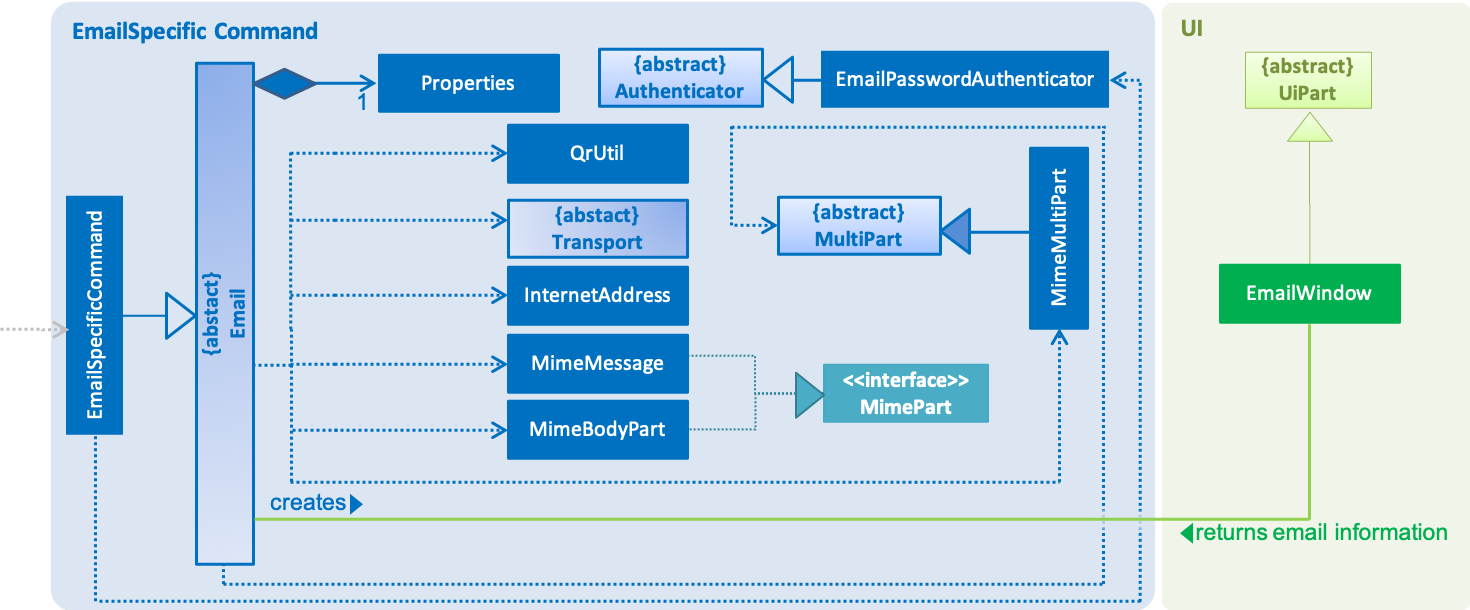 EmailSpecific Command
UI
{abstract}
UiPart
Properties
1
{abstract}
Authenticator
EmailPasswordAuthenticator
QrUtil
{abstact}
Transport
{abstract}
MultiPart
MimeMultiPart
EmailSpecificCommand
{abstact}
Email
InternetAddress
EmailWindow
MimeMessage
<<interface>>
MimePart
MimeBodyPart
creates
returns email information